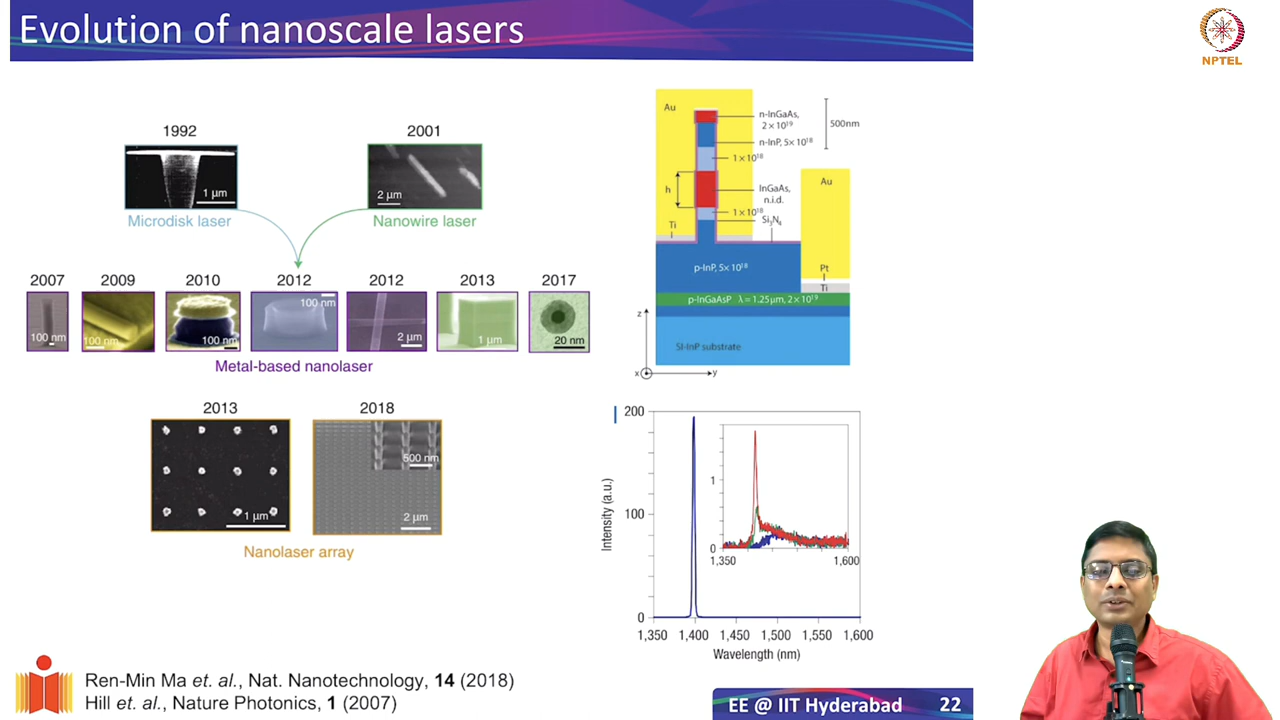 Evolution of nanoscale lasers
NPTEL
1992
2001
1 μm
2 μm
Microdisk laser
Nanowire laser
2007
2009
2010
2012
2012
2013
2017
100 nm
100 nm
100 nm
100 nm
2 μm
1 μm
20 nm
Metal-based nanolaser
2013
2018
500 nm
1 μm
2 μm
Nanolaser array
Au
n-InGaAs,
2×10¹⁹
500nm
n-InP, 5×10¹⁸
1×10¹⁸
h
InGaAs,
n.i.d.
Au
1×10¹⁸
Si₃N₄
Ti
p-InP, 5×10¹⁸
Pt
Ti
p-InGaAsP λ = 1.25 μm, 2×10¹⁹
z
SI-InP substrate
x
y
200
100
0
Intensity (a.u.)
1
0
1,350
1,600
1,350
1,400
1,450
1,500
1,550
1,600
Wavelength (nm)
Ren-Min Ma et. al., Nat. Nanotechnology, 14 (2018)
Hill et. al., Nature Photonics, 1 (2007)
EE @ IIT Hyderabad
22